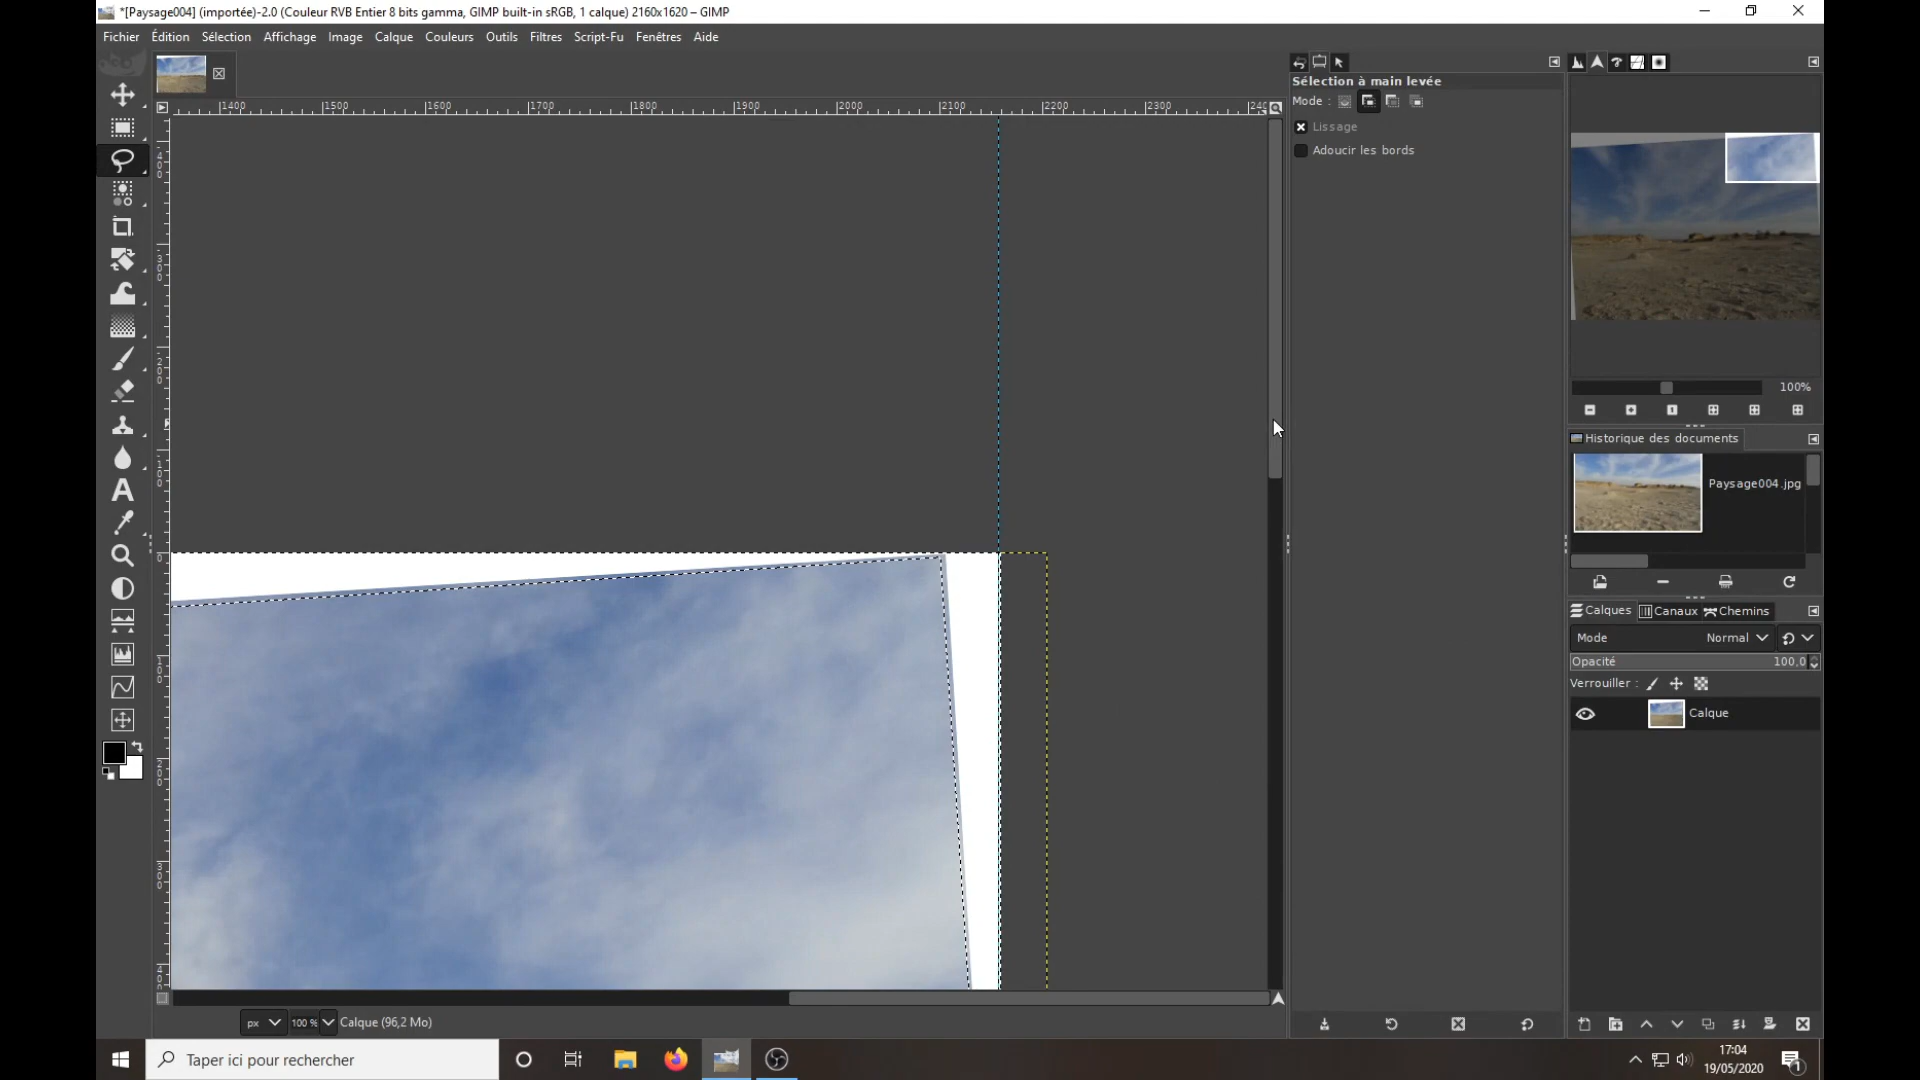 *[Paysage004] (importée)-2.0 (Couleur RVB Entier 8 bits gamma, GIMP built-in sRGB, 1 calque) 2160x1620 – GIMP
Fichier Édition Sélection Affichage Image Calque Couleurs Outils Filtres Script-Fu Fenêtres Aide
1400 1500 1600 1700 1800 1900 2000 2100 2200 2300
Sélection à main levée
Mode :
Lissage
Adoucir les bords
100%
Historique des documents
Paysage004.jpg
Calques Canaux Chemins
Mode Normal
Opacité 100,0
Verrouiller :
Calque
px 100 % Calque (96,2 Mo)
Taper ici pour rechercher
17:04
19/05/2020
1